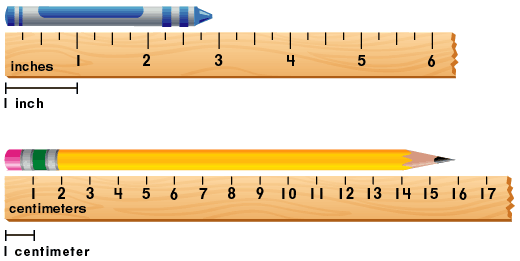 1 2 3 4 5 6
inches
1 inch
1 2 3 4 5 6 7 8 9 10 11 12 13 14 15 16 17
centimeters
1 centimeter